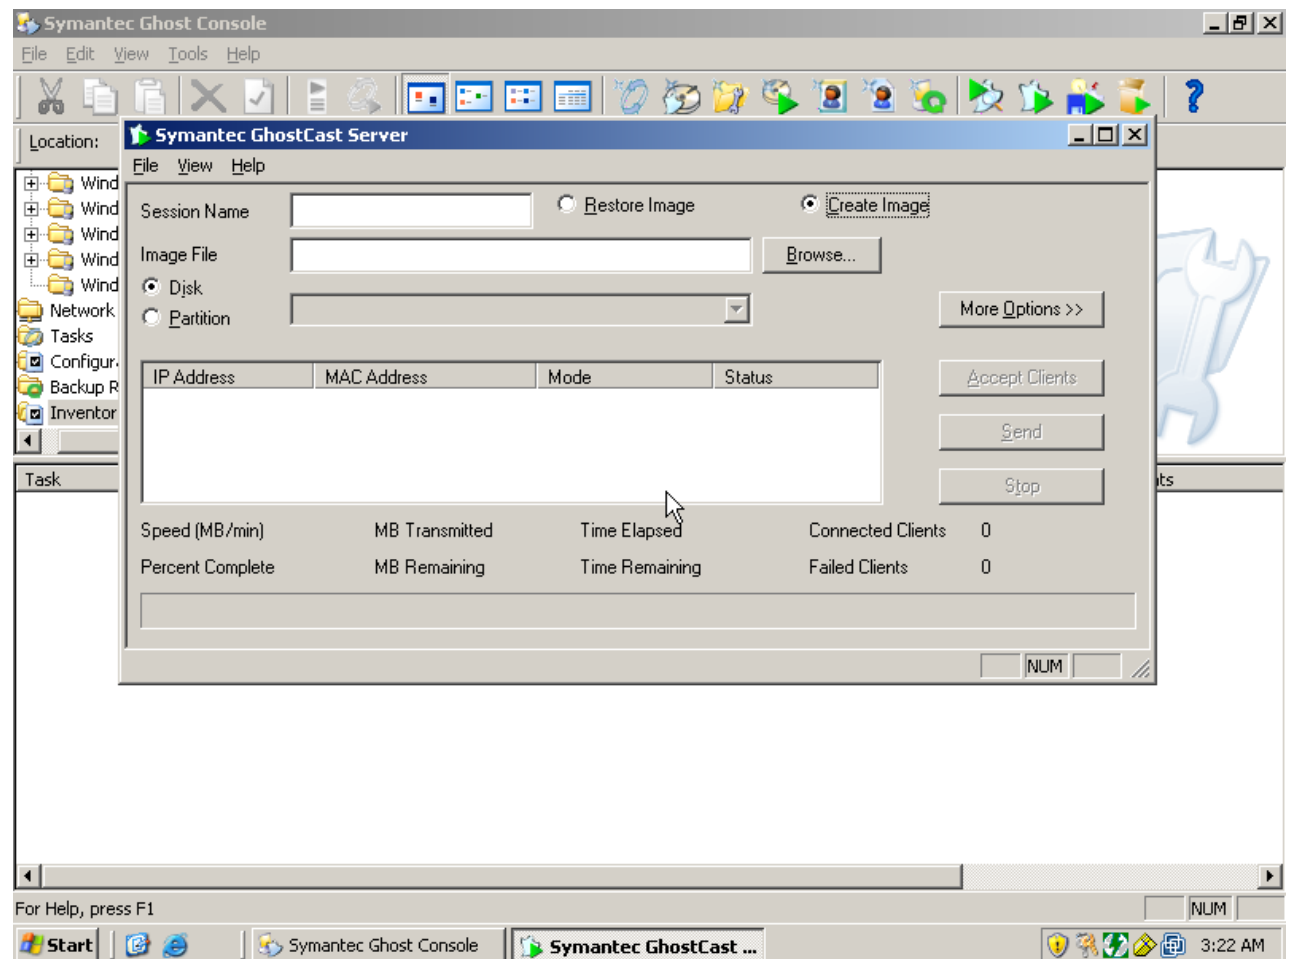 Symantec Ghost Console
File Edit View Tools Help
Location:
Symantec GhostCast Server
File View Help
Wind
Wind
Wind
Wind
Wind
Network
Tasks
Configur
Backup R
Inventor
Session Name
Restore Image
Create Image
Image File
Browse...
Disk
Partition
More Options >>
IP Address MAC Address Mode Status
Accept Clients
Send
Stop
Speed (MB/min) MB Transmitted Time Elapsed Connected Clients 0
Percent Complete MB Remaining Time Remaining Failed Clients 0
NUM
Task
ts
For Help, press F1
NUM
Start Symantec Ghost Console Symantec GhostCast ... 3:22 AM